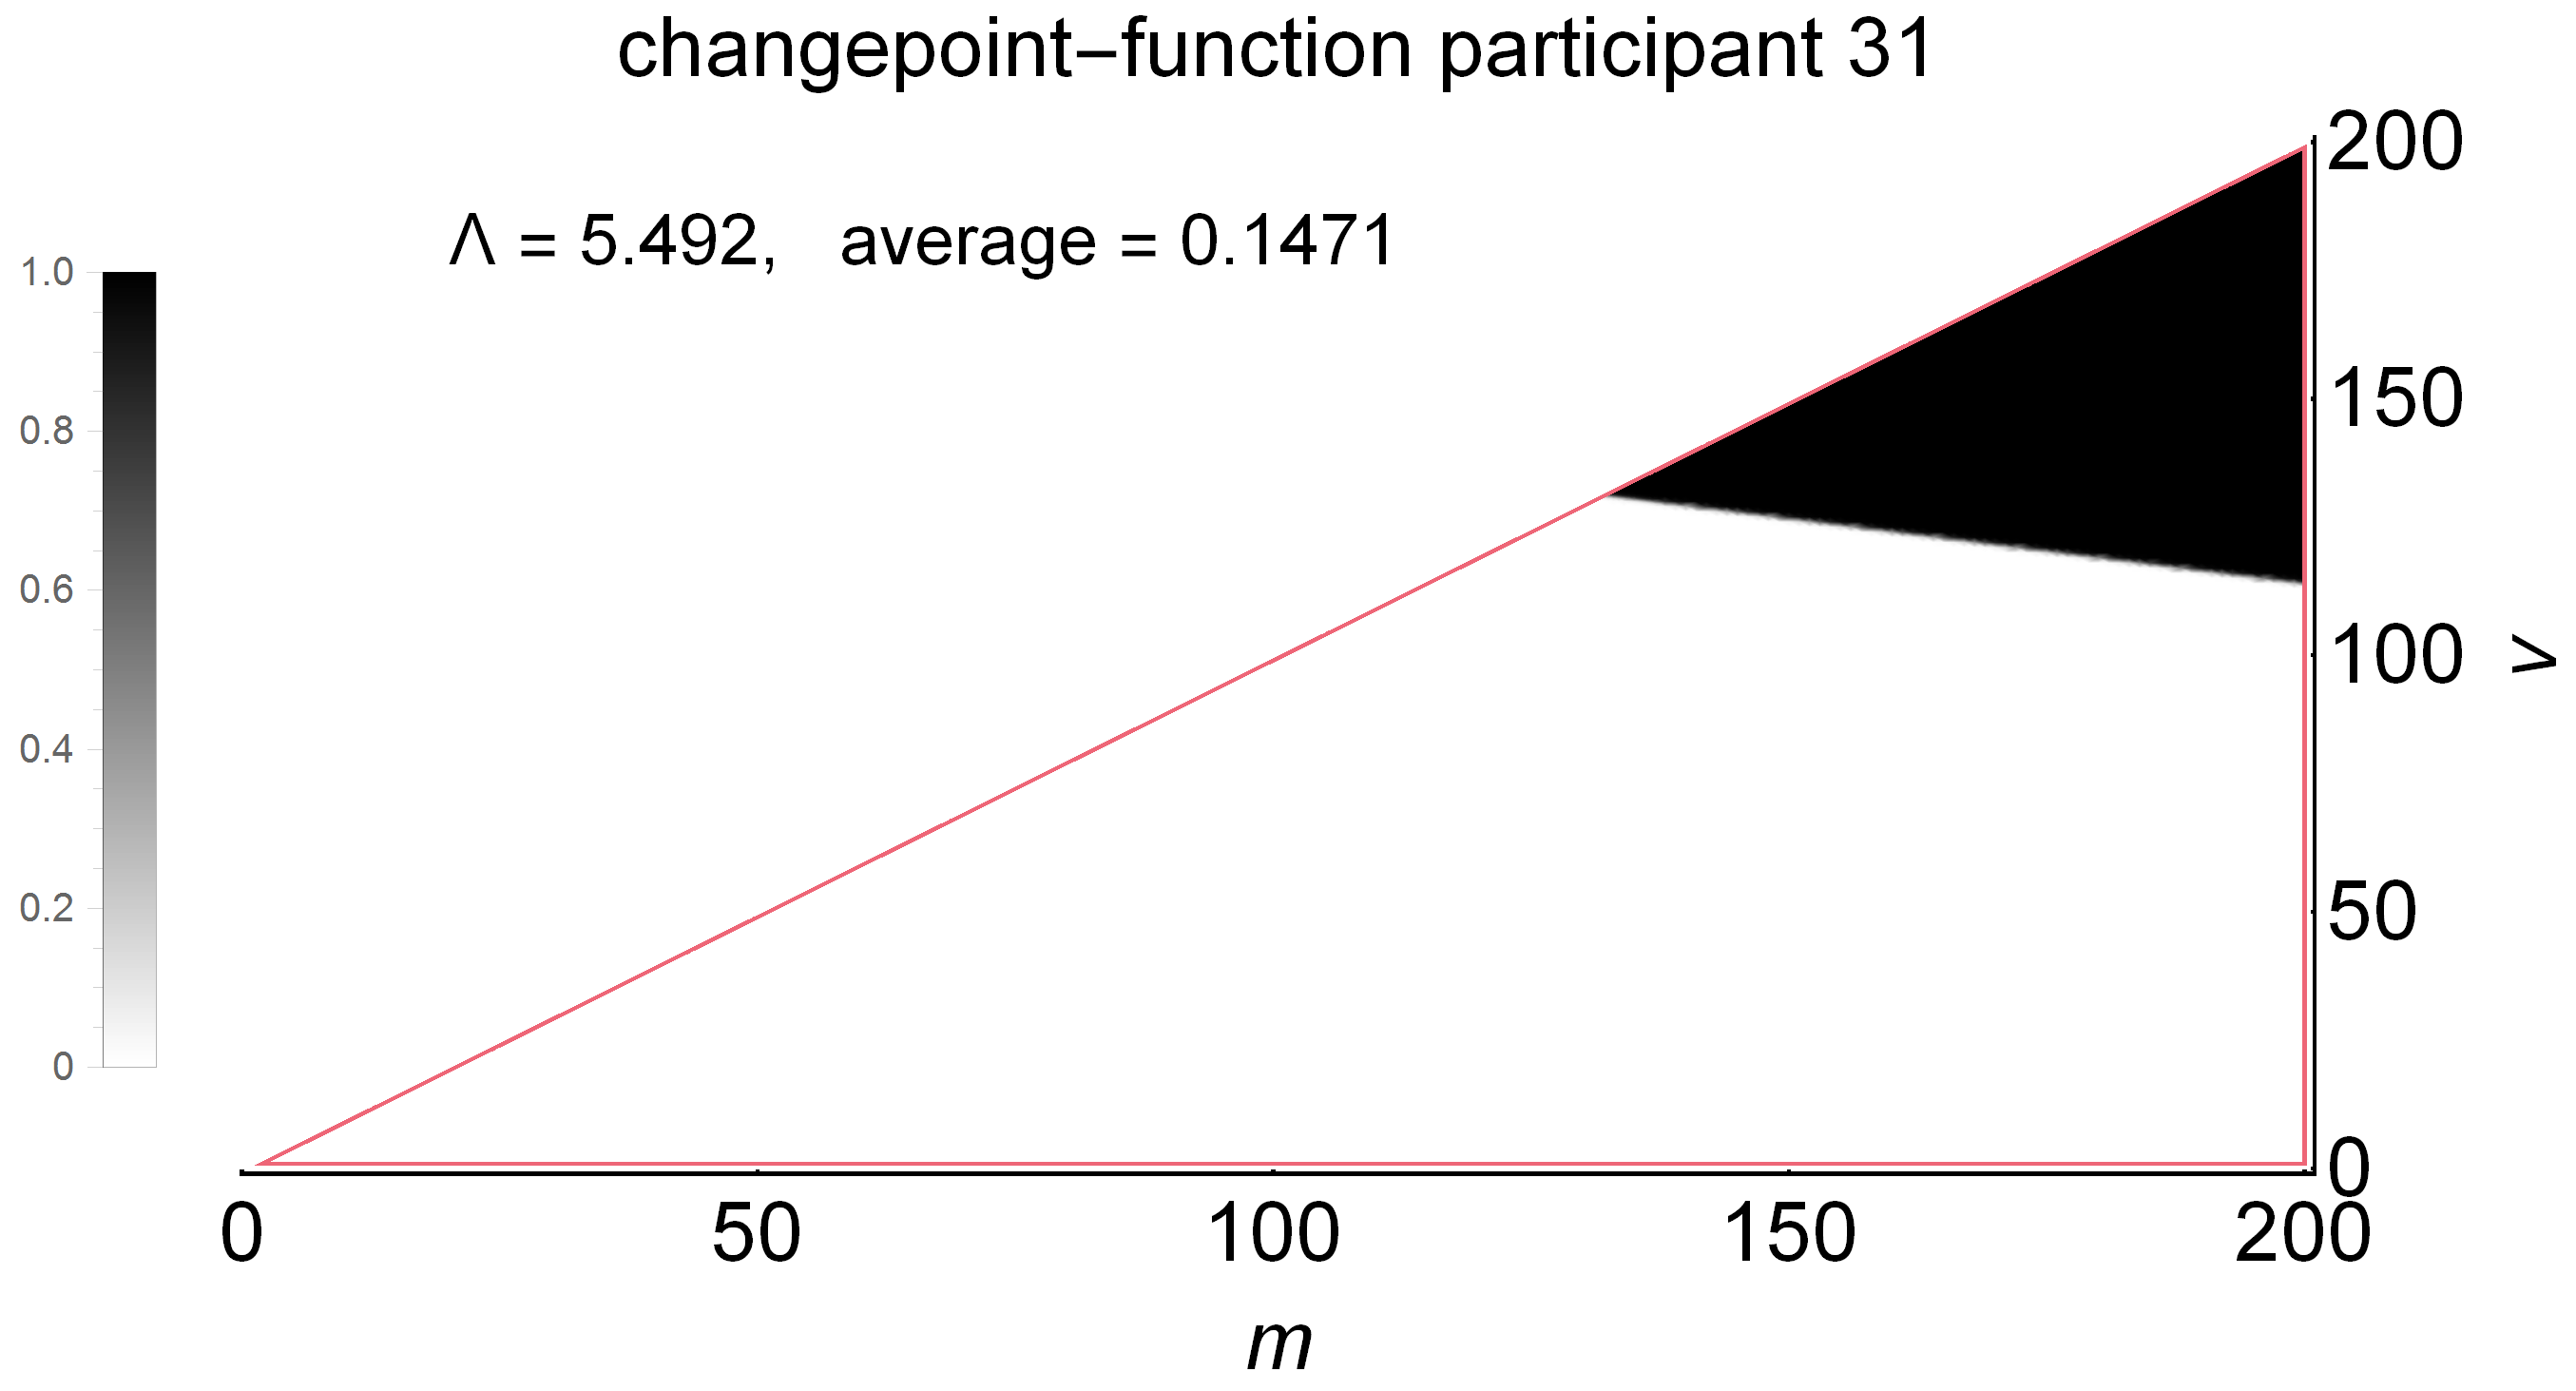 changepoint−function participant 31
Λ = 5.492, average = 0.1471
1.0
0.8
0.6
0.4
0.2
0
200
150
100
50
0
v
0 50 100 150 200
m